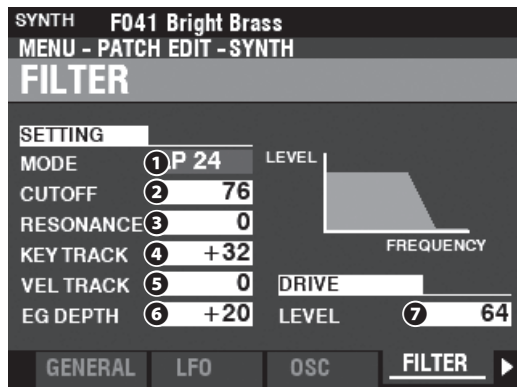 SYNTH F041 Bright Brass
MENU - PATCH EDIT - SYNTH
FILTER
SETTING
MODE 1 P 24
CUTOFF 2 76
RESONANCE 3 0
KEY TRACK 4 +32
VEL TRACK 5 0
EG DEPTH 6 +20
LEVEL
FREQUENCY
DRIVE
LEVEL 7 64
GENERAL LFO OSC FILTER